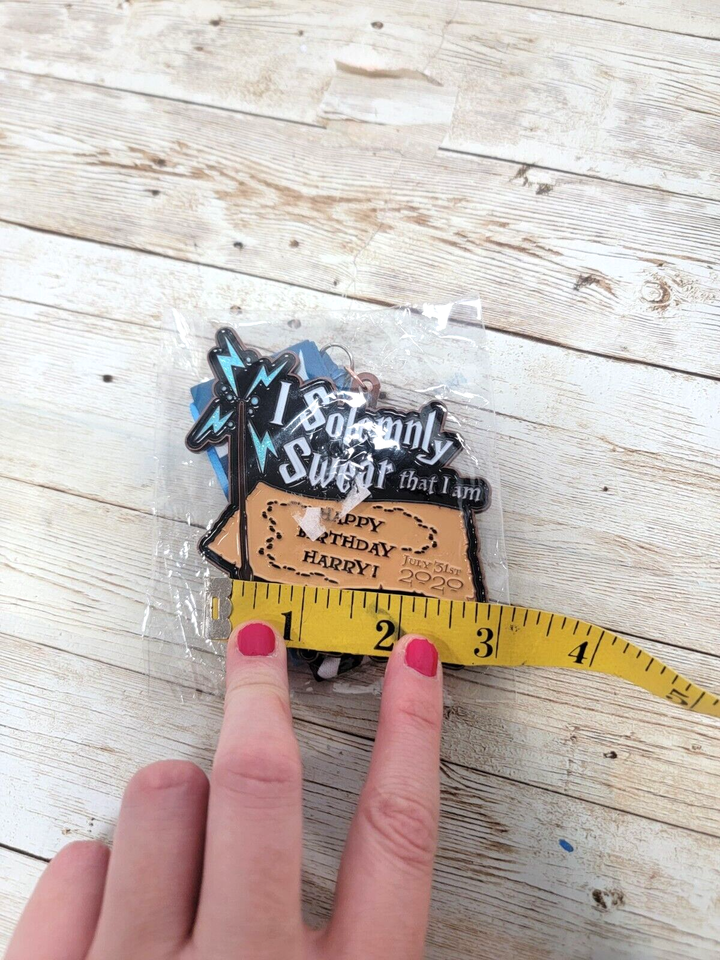 I Solemnly
Swear that I am
HAPPY
BIRTHDAY
HARRY!
JULY 31ST
2020
1 2 3 4 5